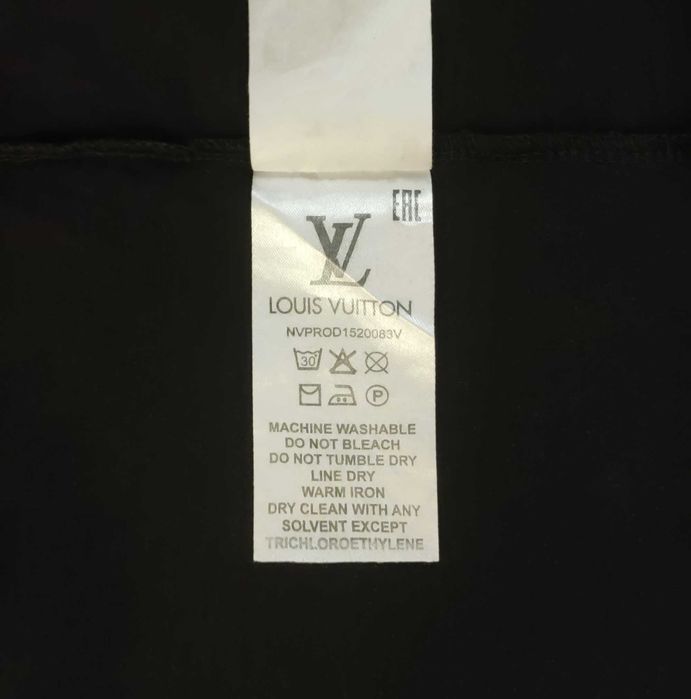 EAC
LV
LOUIS VUITTON
NVPROD1520083V
30
P
MACHINE WASHABLE
DO NOT BLEACH
DO NOT TUMBLE DRY
LINE DRY
WARM IRON
DRY CLEAN WITH ANY
SOLVENT EXCEPT
TRICHLOROETHYLENE